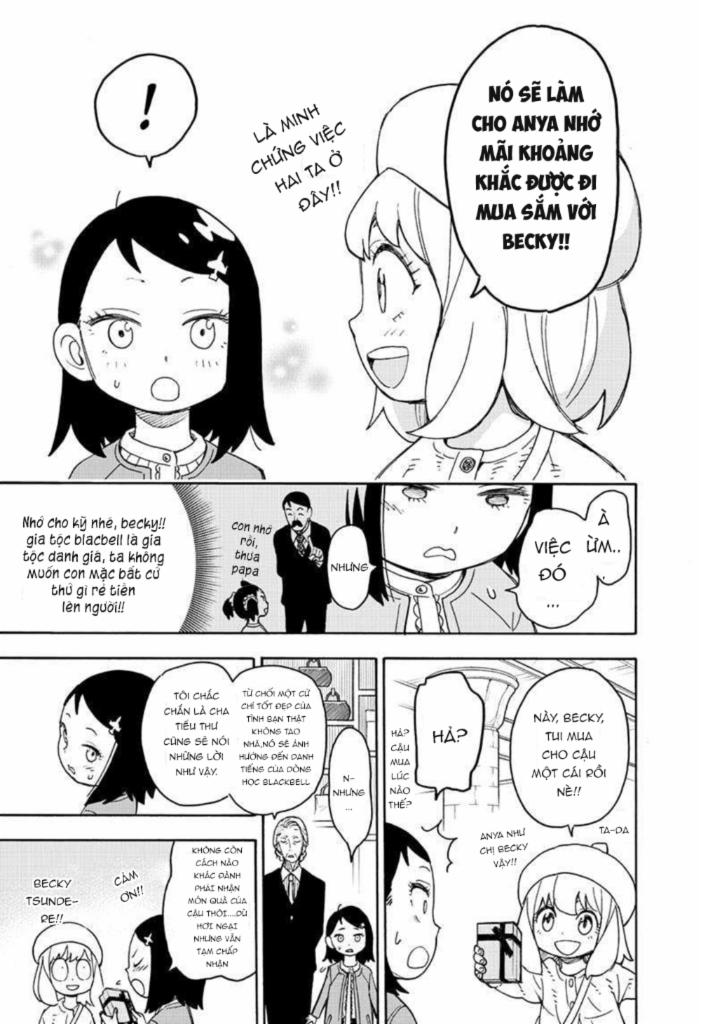 NÓ SẼ LÀM
CHO ANYA NHỚ
MÃI KHOẢNG
KHẮC ĐƯỢC ĐI
MUA SẮM VỚI
BECKY!!
LÀ MINH
CHỨNG VIỆC
HAI TA Ở
ĐÂY!!
!
À
ỪM..
VIỆC
ĐÓ
...
NHƯNG
con nhớ
rồi,
thưa
papa
Nhớ cho kỹ nhé, becky!!
gia tộc blacbell là gia
tộc danh giá, ta không
muốn con mặc bất cứ
thứ gì rẻ tiền
lên người!!
NÀY, BECKY,
TUI MUA
CHO CẬU
MỘT CÁI RỒI
NÈ!!
TA-DA
ANYA NHƯ
CHỊ BECKY
VẬY!!
HẢ?
HẢ?
CẬU
MUA
LÚC
NÀO
THẾ?
N-
NHƯNG
...
TỪ CHỐI MỘT CỬ
CHỈ TỐT ĐẸP CỦA
TÌNH BẠN THẬT
KHÔNG TAO
NHÃ,NÓ SẼ ẢNH
HƯỞNG ĐẾN DANH
TIẾNG CỦA DÒNG
HỌC BLACKBELL
TÔI CHẮC
CHẮN LÀ CHA
TIỂU THƯ
CŨNG SẼ NÓI
NHỮNG LỜI
NHƯ VẬY.
KHÔNG CÒN
CÁCH NÀO
KHÁC ĐÀNH
PHẢI NHẬN
MÓN QUÀ CỦA
CẬU THÔI....DÙ
HƠI NGẠI
NHƯNG VẪN
TẠM CHẤP
NHẬN
CẢM
ƠN!!
BECKY
TSUNDE-
RE!!